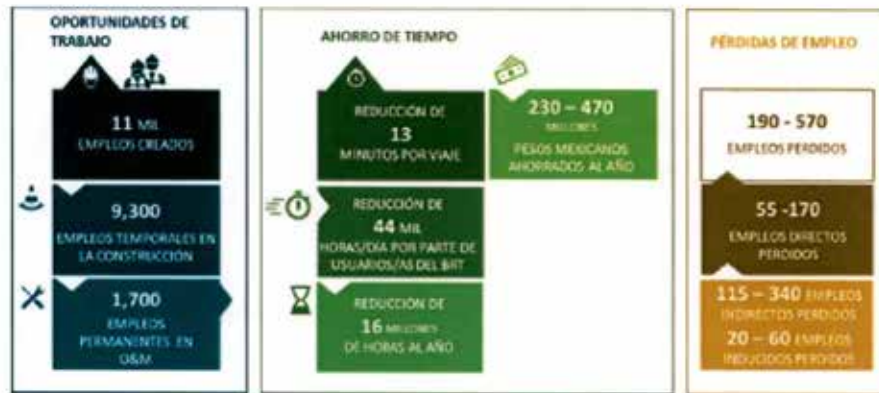 OPORTUNIDADES DE
TRABAJO
11 MIL
EMPLEOS CREADOS
9,300
EMPLEOS TEMPORALES EN
LA CONSTRUCCIÓN
1,700
EMPLEOS
PERMANENTES EN
O&M
AHORRO DE TIEMPO
REDUCCIÓN DE
13
MINUTOS POR VIAJE
230 – 470
MILLONES
PESOS MEXICANOS
AHORRADOS AL AÑO
REDUCCIÓN DE
44 MIL
HORAS/DÍA POR PARTE DE
USUARIOS/AS DEL BRT
REDUCCIÓN DE
16 MILLONES
DE HORAS AL AÑO
PÉRDIDAS DE EMPLEO
190 - 570
EMPLEOS PERDIDOS
55 -170
EMPLEOS DIRECTOS
PERDIDOS
115 – 340 EMPLEOS
INDIRECTOS PERDIDOS
20 – 60 EMPLEOS
INDUCIDOS PERDIDOS